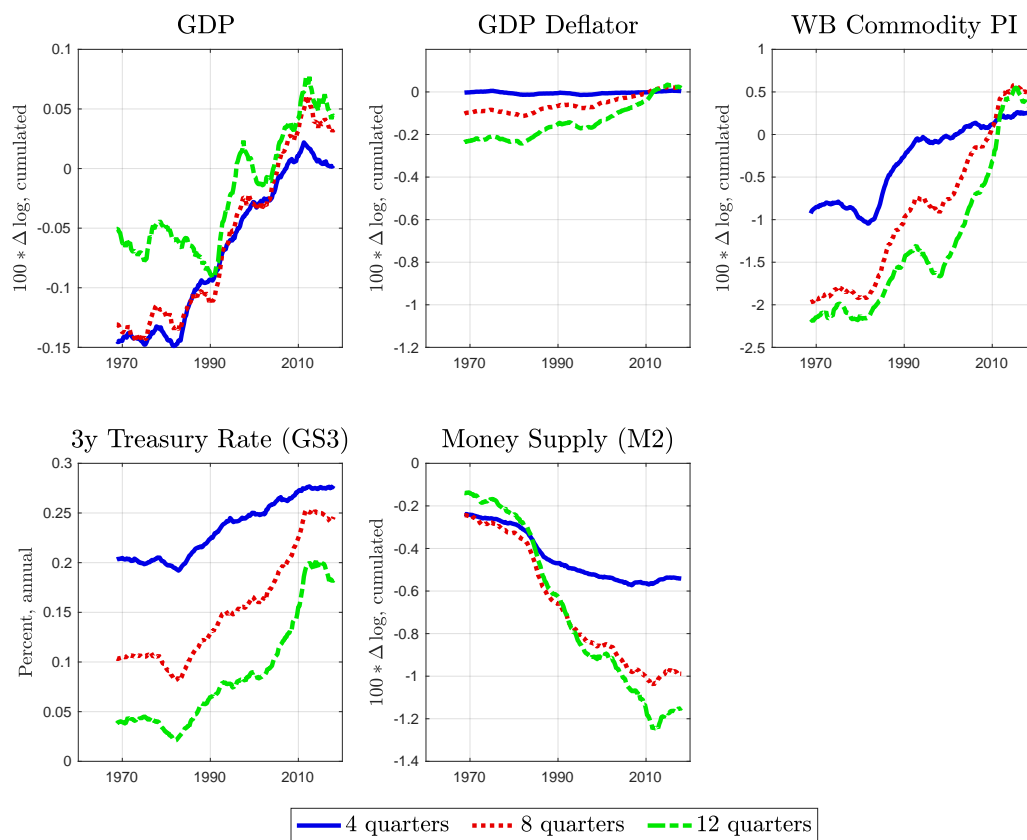 GDP
GDP Deflator
WB Commodity PI
100 * Δ log, cumulated
0.1
0.05
0
-0.05
-0.1
-0.15
1970 1990 2010
100 * Δ log, cumulated
0
-0.2
-0.4
-0.6
-0.8
-1
-1.2
1970 1990 2010
100 * Δ log, cumulated
1
0.5
0
-0.5
-1
-1.5
-2
-2.5
1970 1990 2010
3y Treasury Rate (GS3)
Money Supply (M2)
Percent, annual
0.3
0.25
0.2
0.15
0.1
0.05
0
1970 1990 2010
100 * Δ log, cumulated
0
-0.2
-0.4
-0.6
-0.8
-1
-1.2
-1.4
1970 1990 2010
4 quarters 8 quarters 12 quarters